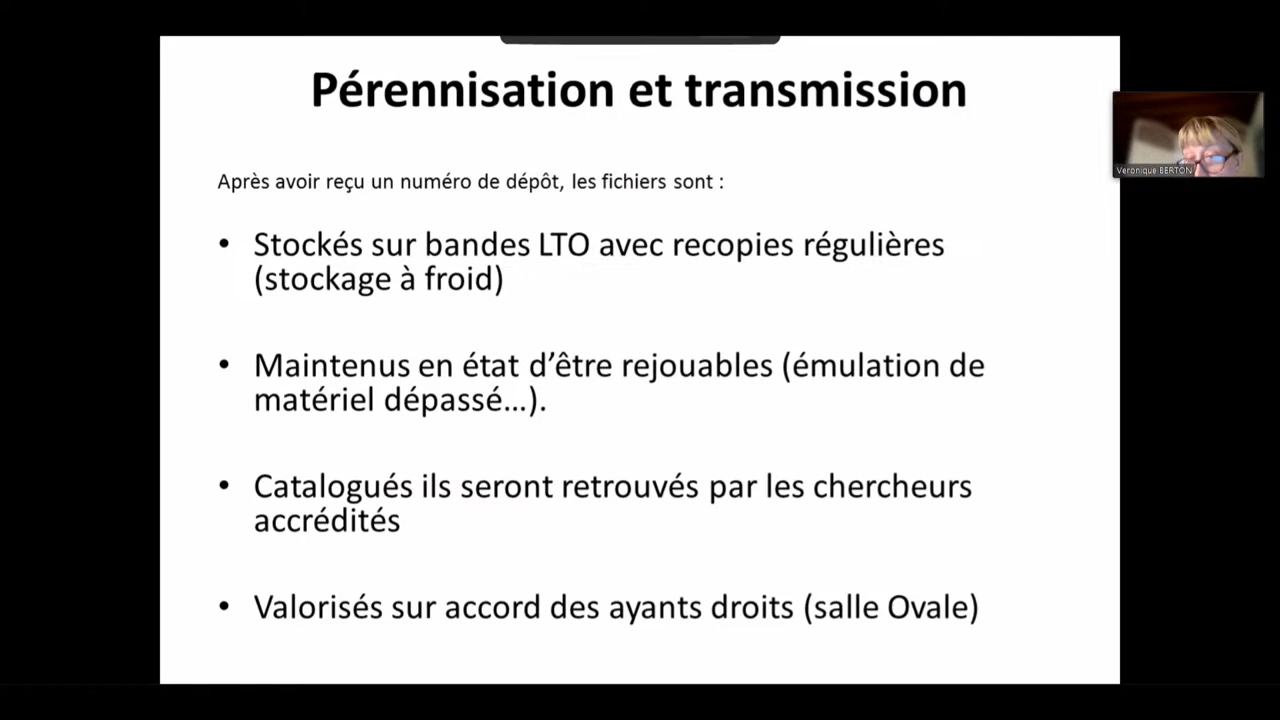 Pérennisation et transmission
Après avoir reçu un numéro de dépôt, les fichiers sont :
• Stockés sur bandes LTO avec recopies régulières
(stockage à froid)
• Maintenus en état d’être rejouables (émulation de
matériel dépassé…).
• Catalogués ils seront retrouvés par les chercheurs
accrédités
• Valorisés sur accord des ayants droits (salle Ovale)
Veronique BERTON